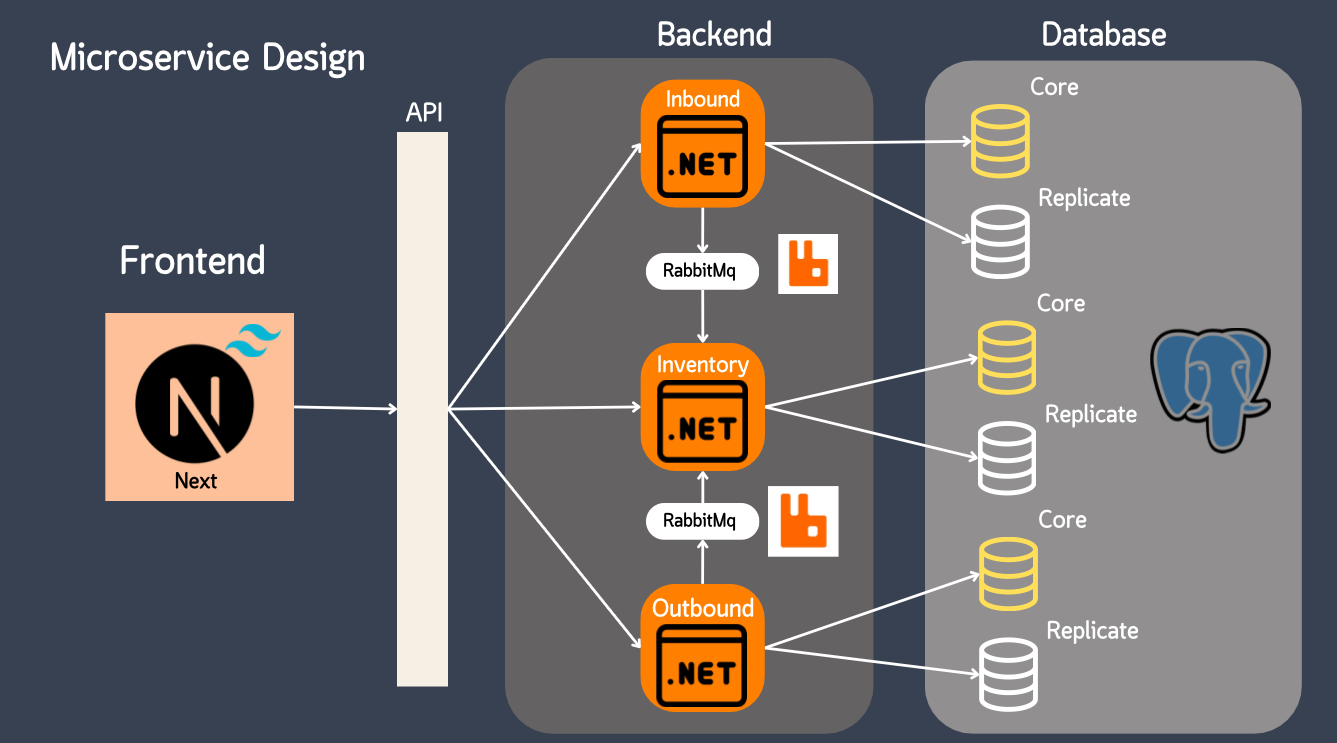 Microservice Design
Backend
Database
API
Frontend
Next
Inbound
.NET
RabbitMq
Inventory
.NET
RabbitMq
Outbound
.NET
Core
Replicate
Core
Replicate
Core
Replicate